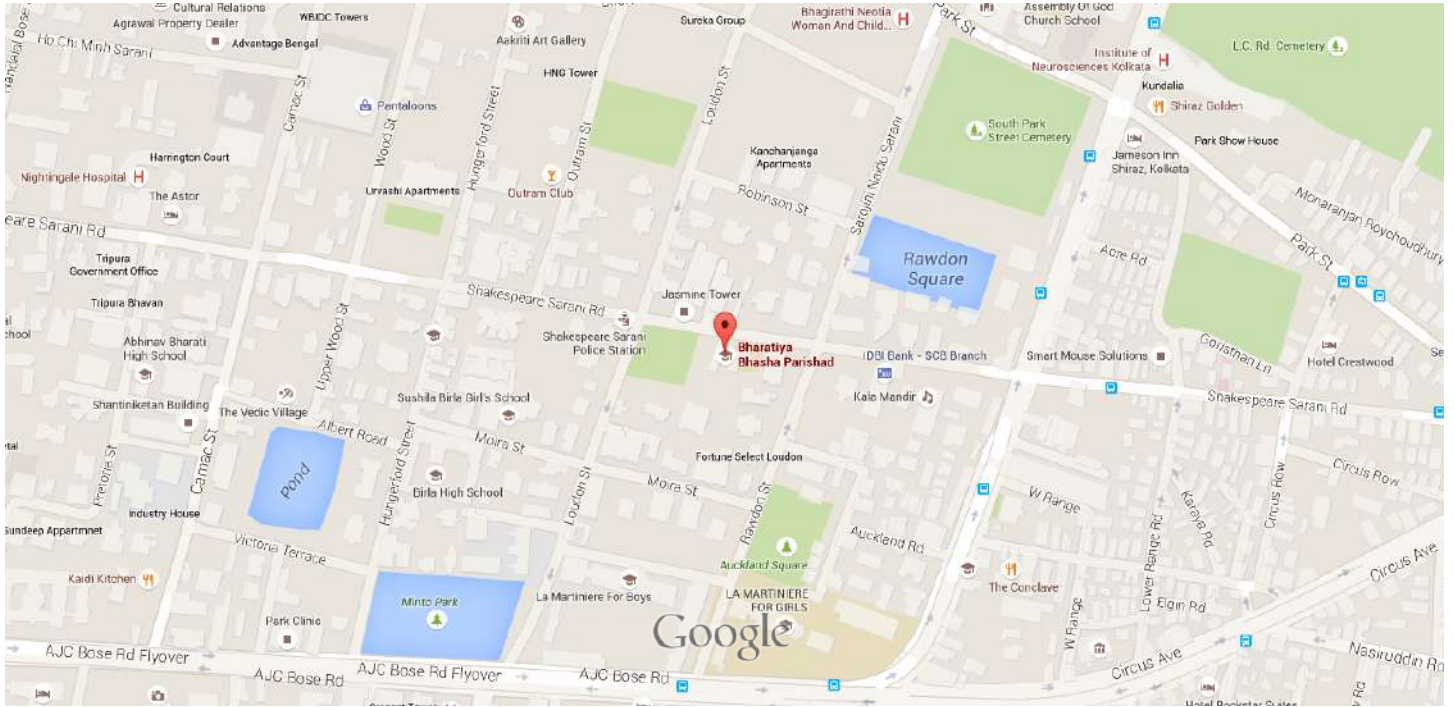 Cultural Relations
Agrawal Property Dealer
WBIDC Towers
Sureka Group
Bhagirathi Neotia
Woman And Child...
Park St
Assembly Of God
Church School
Ho Chi Minh Sarani
Advantage Bengal
Aakriti Art Gallery
Institute of
Neurosciences Kolkata
L.C. Rd. Cemetery
HNG Tower
Loudon St
Kundalia
Camac St
Pantaloons
Shiraz Golden
Wood St
Hungerford Street
Outram St
South Park
Street Cemetery
Park Show House
Harrington Court
Kanchanjanga
Apartments
Jameson Inn
Shiraz, Kolkata
Nightingale Hospital
The Astor
Urvashi Apartments
Outram Club
Robinson St
Sarojini Naidu Sarani
Monaranjan Roychoudhury
eare Sarani Rd
Park St
Acre Rd
Tripura
Government Office
Rawdon
Square
Tripura Bhavan
Shakespeare Sarani Rd
Jasmine Tower
Upper Wood St
Shakespeare Sarani
Police Station
Abhinav Bharati
High School
Bharatiya
Bhasha Parishad
IDBI Bank - SCB Branch
Smart Mouse Solutions
Goristhan Ln
Hotel Crestwood
Se
chool
Sushila Birla Girl's School
Kala Mandir
Shakespeare Sarani Rd
Shantiniketan Building
The Vedic Village
Albert Road
Moira St
Fortune Select Loudon
Pretoria St
Camac St
Pond
Hungerford Street
Birla High School
Loudon St
Moira St
Rawdon St
W Range
Circus Row
Circus Row
Karaya Rd
Industry House
Sundeep Appartmnet
Victoria Terrace
Auckland Rd
Lower Range Rd
Auckland Square
Circus Ave
Kaidi Kitchen
Minto Park
La Martiniere For Boys
LA MARTINIERE
FOR GIRLS
The Conclave
Elgin Rd
Park Clinic
Google
W Range
AJC Bose Rd Flyover
AJC Bose Rd
AJC Bose Rd Flyover
AJC Bose Rd
Circus Ave
Nasiruddin Rd
Hotel Rockstar Suites